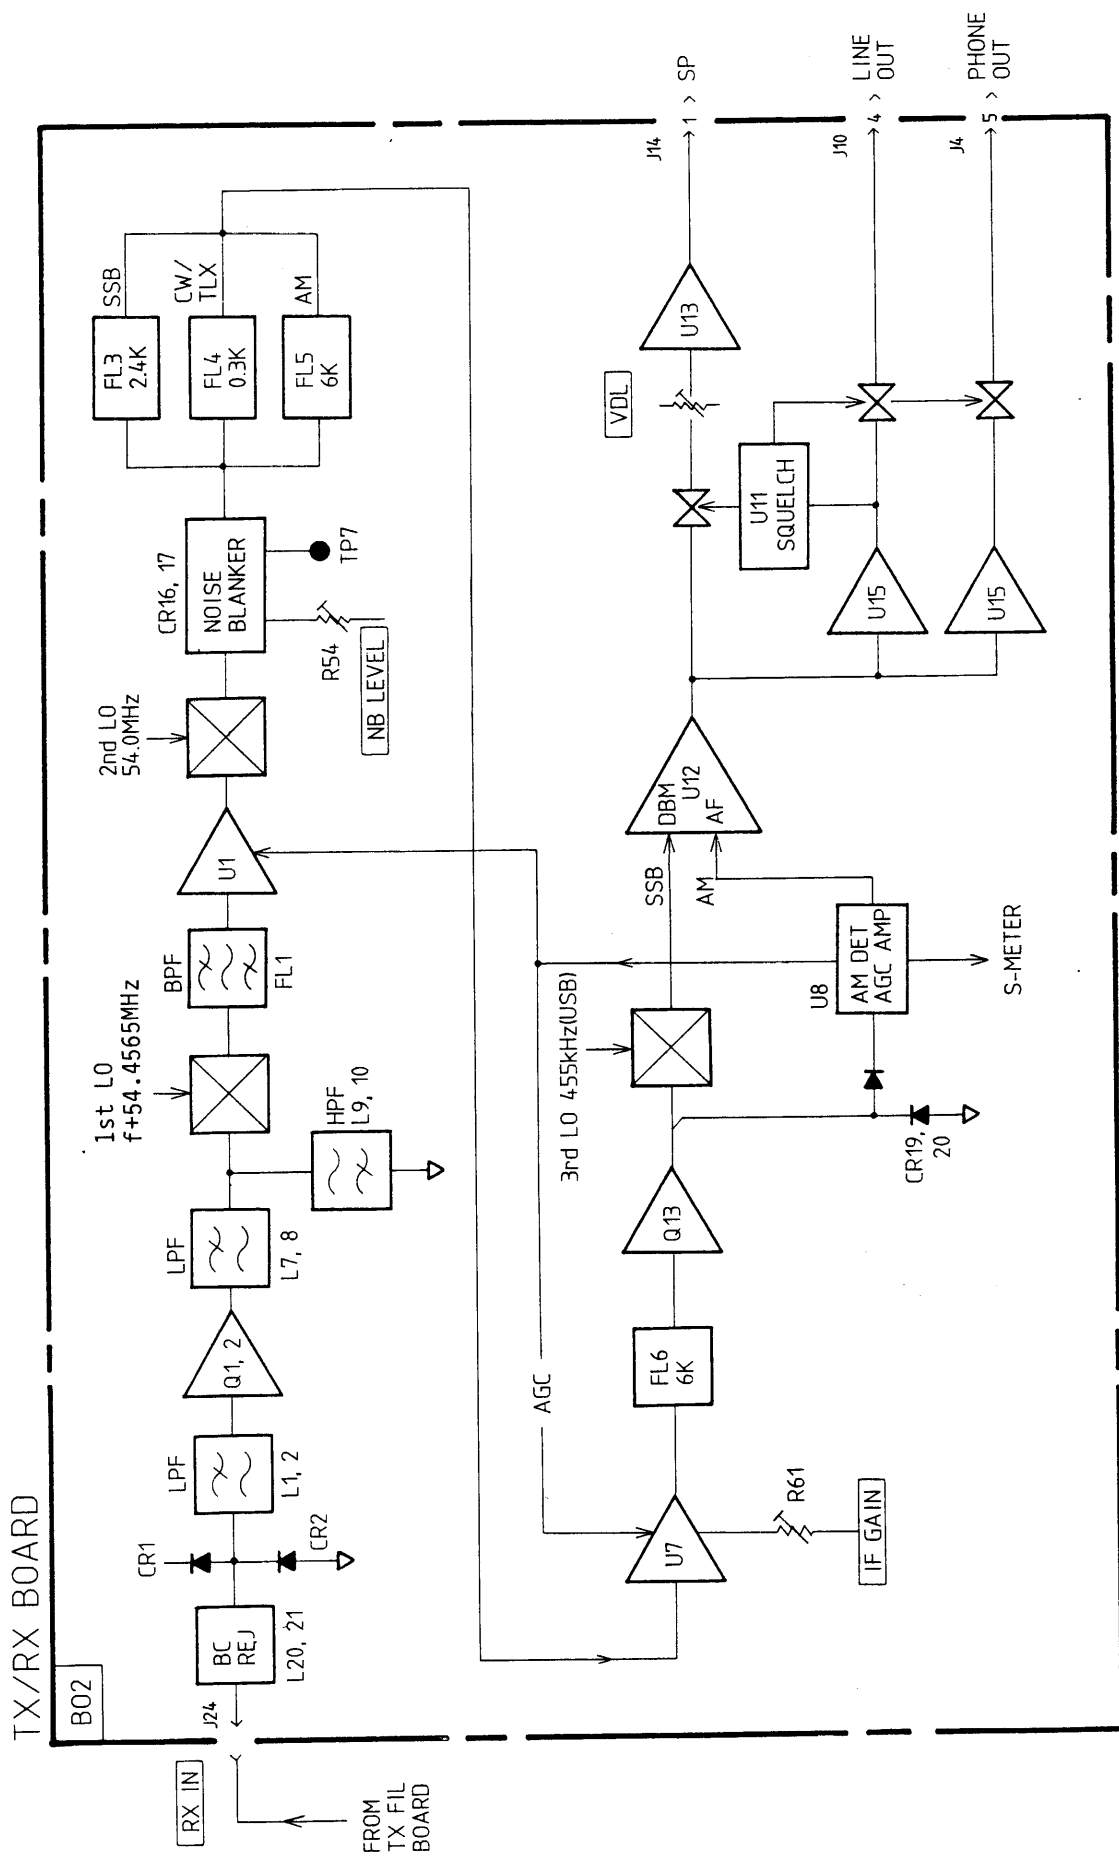 TX/RX BOARD
B02
RX IN
FROM
TX FIL
BOARD
J24
BC
REJ
L20, 21
CR1
CR2
LPF
L1, 2
Q1, 2
LPF
L7, 8
HPF
L9, 10
1st LO
f+54.4565MHz
BPF
FL1
U1
2nd LO
54.0MHz
CR16, 17
NOISE
BLANKER
R54
NB LEVEL
TP7
FL3
2.4K
SSB
FL4
0.3K
CW/
TLX
FL5
6K
AM
AGC
U7
R61
IF GAIN
FL6
6K
Q13
3rd LO 455kHz(USB)
CR19,
20
U8
AM DET
AGC AMP
S-METER
SSB
AM
DBM
U12
AF
U15
U15
U11
SQUELCH
VDL
U13
J14
1 > SP
J10
4 > LINE
OUT
J4
5 > PHONE
OUT